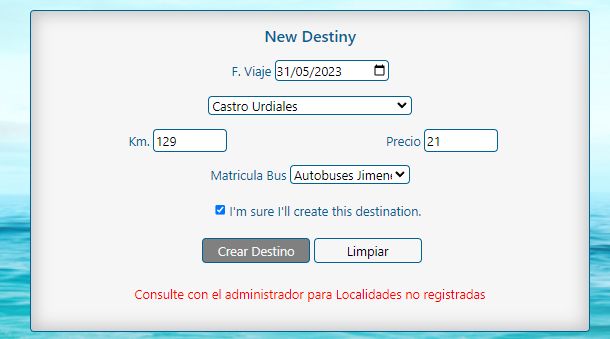 New Destiny
F. Viaje 31/05/2023
Castro Urdiales
Km. 129 Precio 21
Matricula Bus Autobuses Jimen
I'm sure I'll create this destination.
Crear Destino Limpiar
Consulte con el administrador para Localidades no registradas